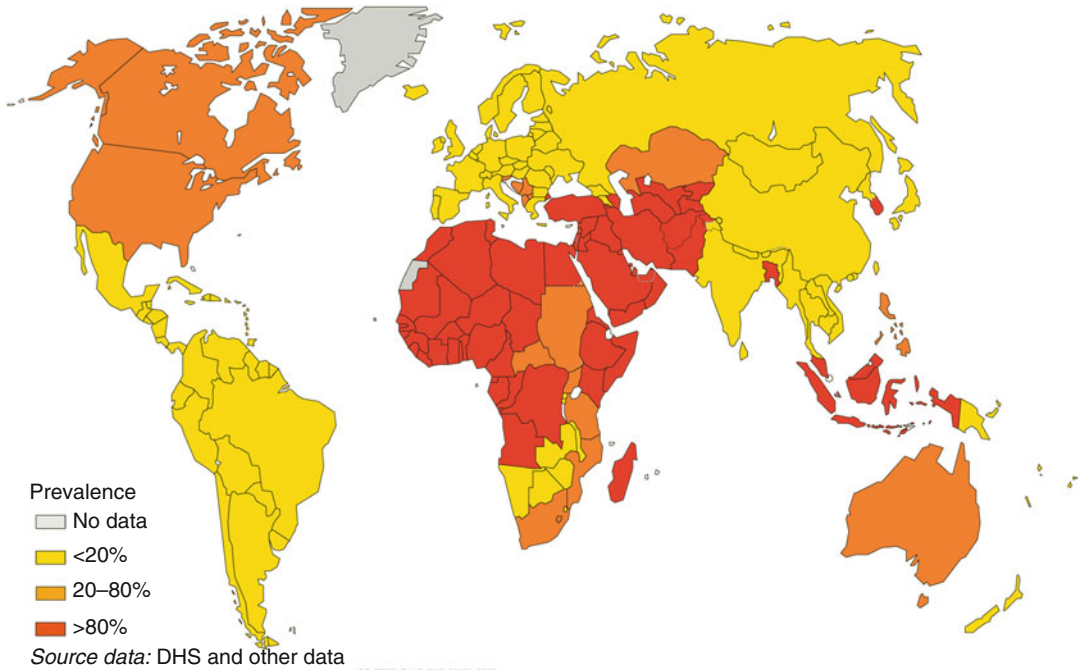 Prevalence
No data
<20%
20–80%
>80%
Source data: DHS and other data